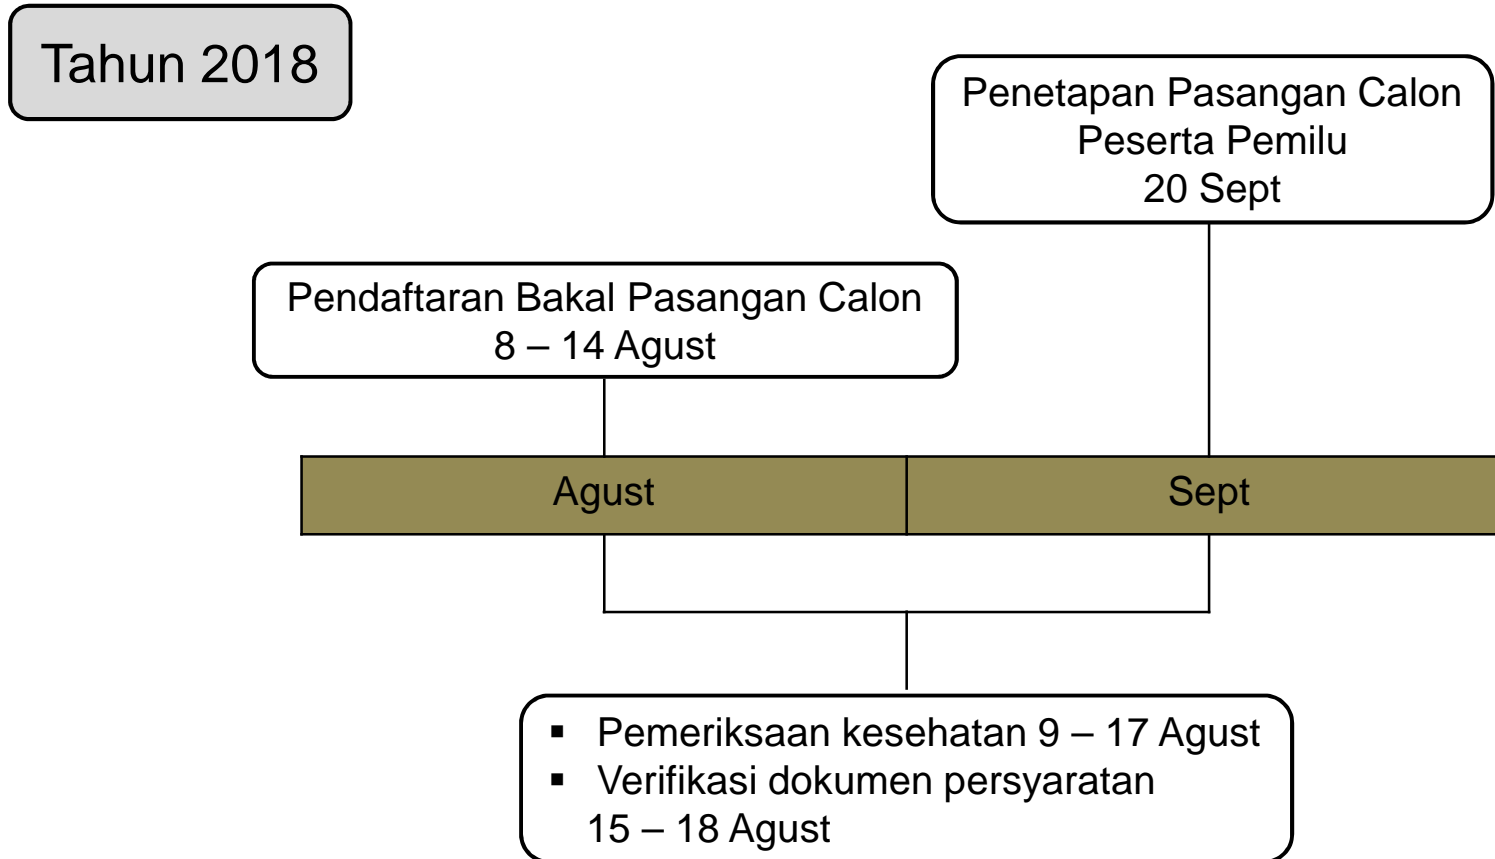 Tahun 2018
Penetapan Pasangan Calon
Peserta Pemilu
20 Sept
Pendaftaran Bakal Pasangan Calon
8 – 14 Agust
Agust
Sept
▪ Pemeriksaan kesehatan 9 – 17 Agust
▪ Verifikasi dokumen persyaratan
15 – 18 Agust